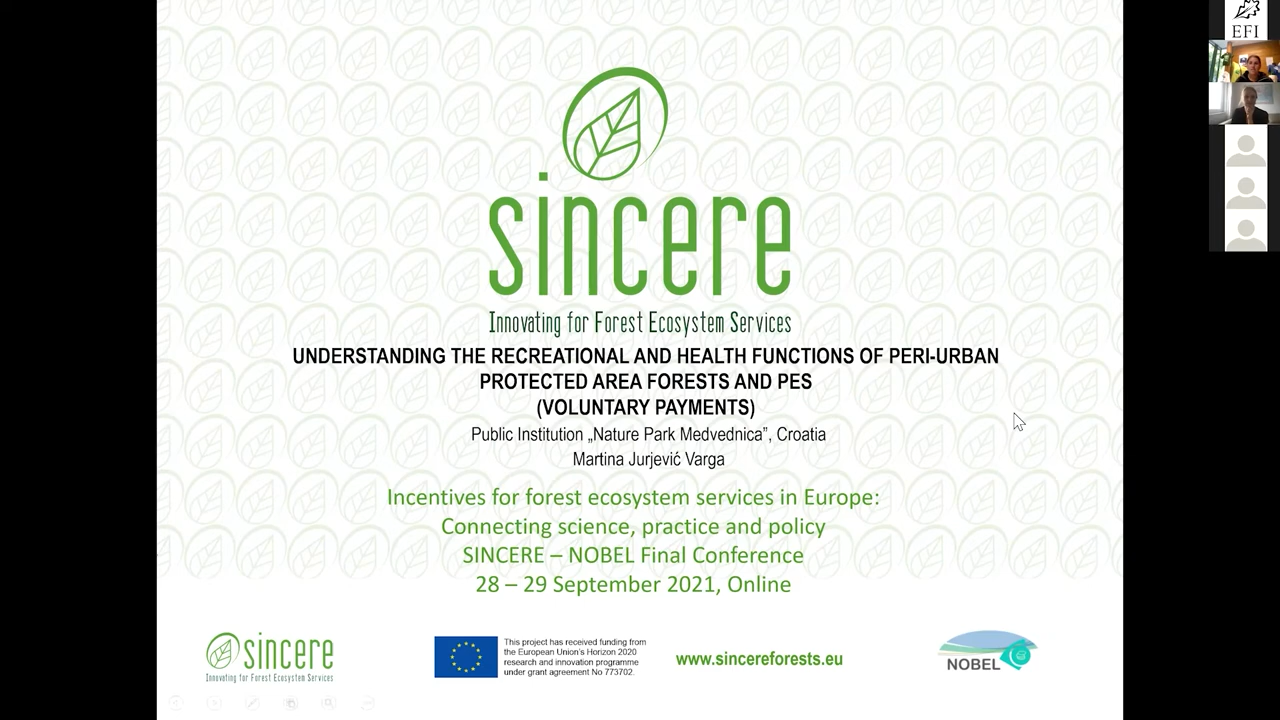 EFI
sincere
Innovating for Forest Ecosystem Services
UNDERSTANDING THE RECREATIONAL AND HEALTH FUNCTIONS OF PERI-URBAN
PROTECTED AREA FORESTS AND PES
(VOLUNTARY PAYMENTS)
Public Institution „Nature Park Medvednica”, Croatia
Martina Jurjević Varga
Incentives for forest ecosystem services in Europe:
Connecting science, practice and policy
SINCERE – NOBEL Final Conference
28 – 29 September 2021, Online
sincere
Innovating for Forest Ecosystem Services
This project has received funding from
the European Union's Horizon 2020
research and innovation programme
under grant agreement No 773702.
www.sincereforests.eu
NOBEL